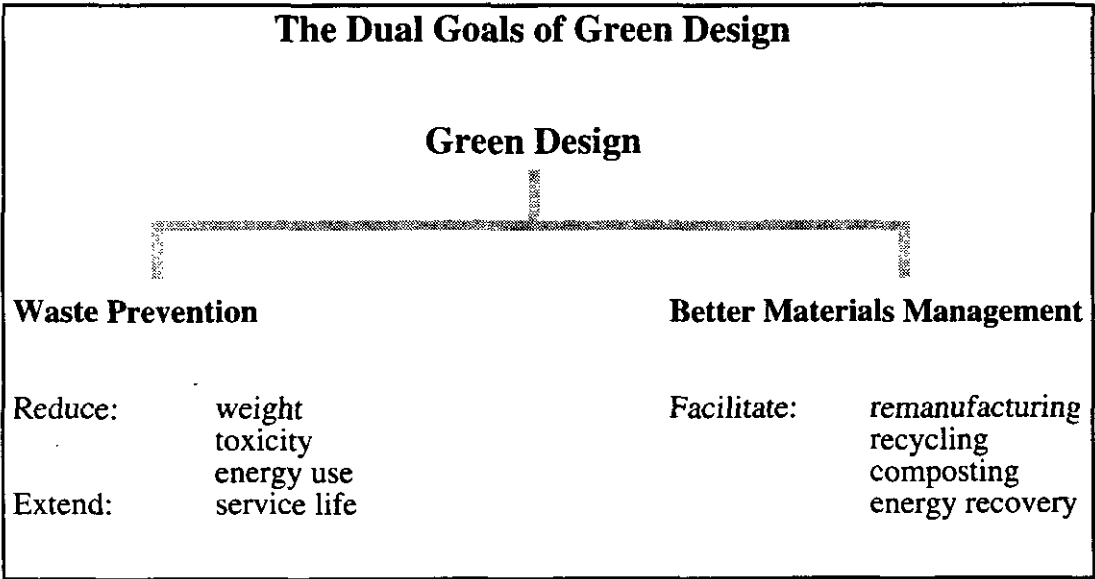 The Dual Goals of Green Design
Green Design
Waste Prevention
Reduce: weight
toxicity
energy use
Extend: service life
Better Materials Management
Facilitate: remanufacturing
recycling
composting
energy recovery